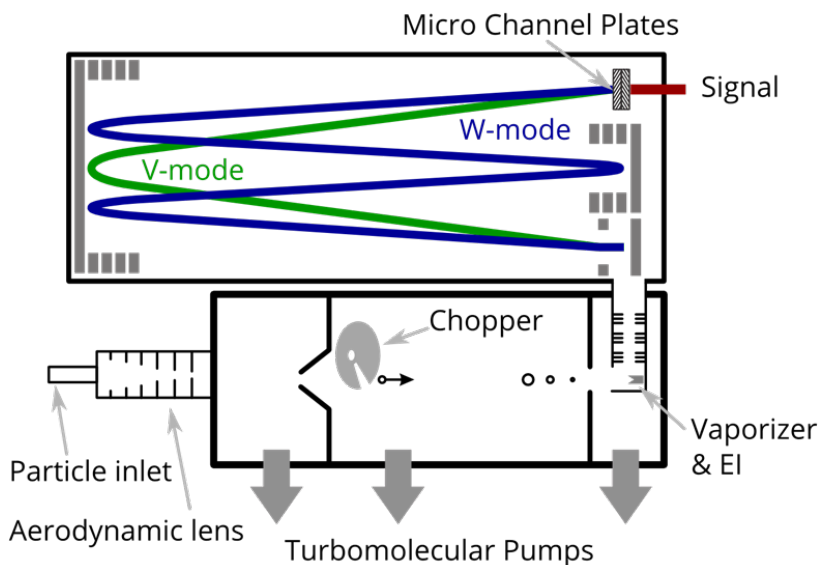 Micro Channel Plates
Signal
W-mode
V-mode
Chopper
Particle inlet
Aerodynamic lens
Vaporizer
& EI
Turbomolecular Pumps